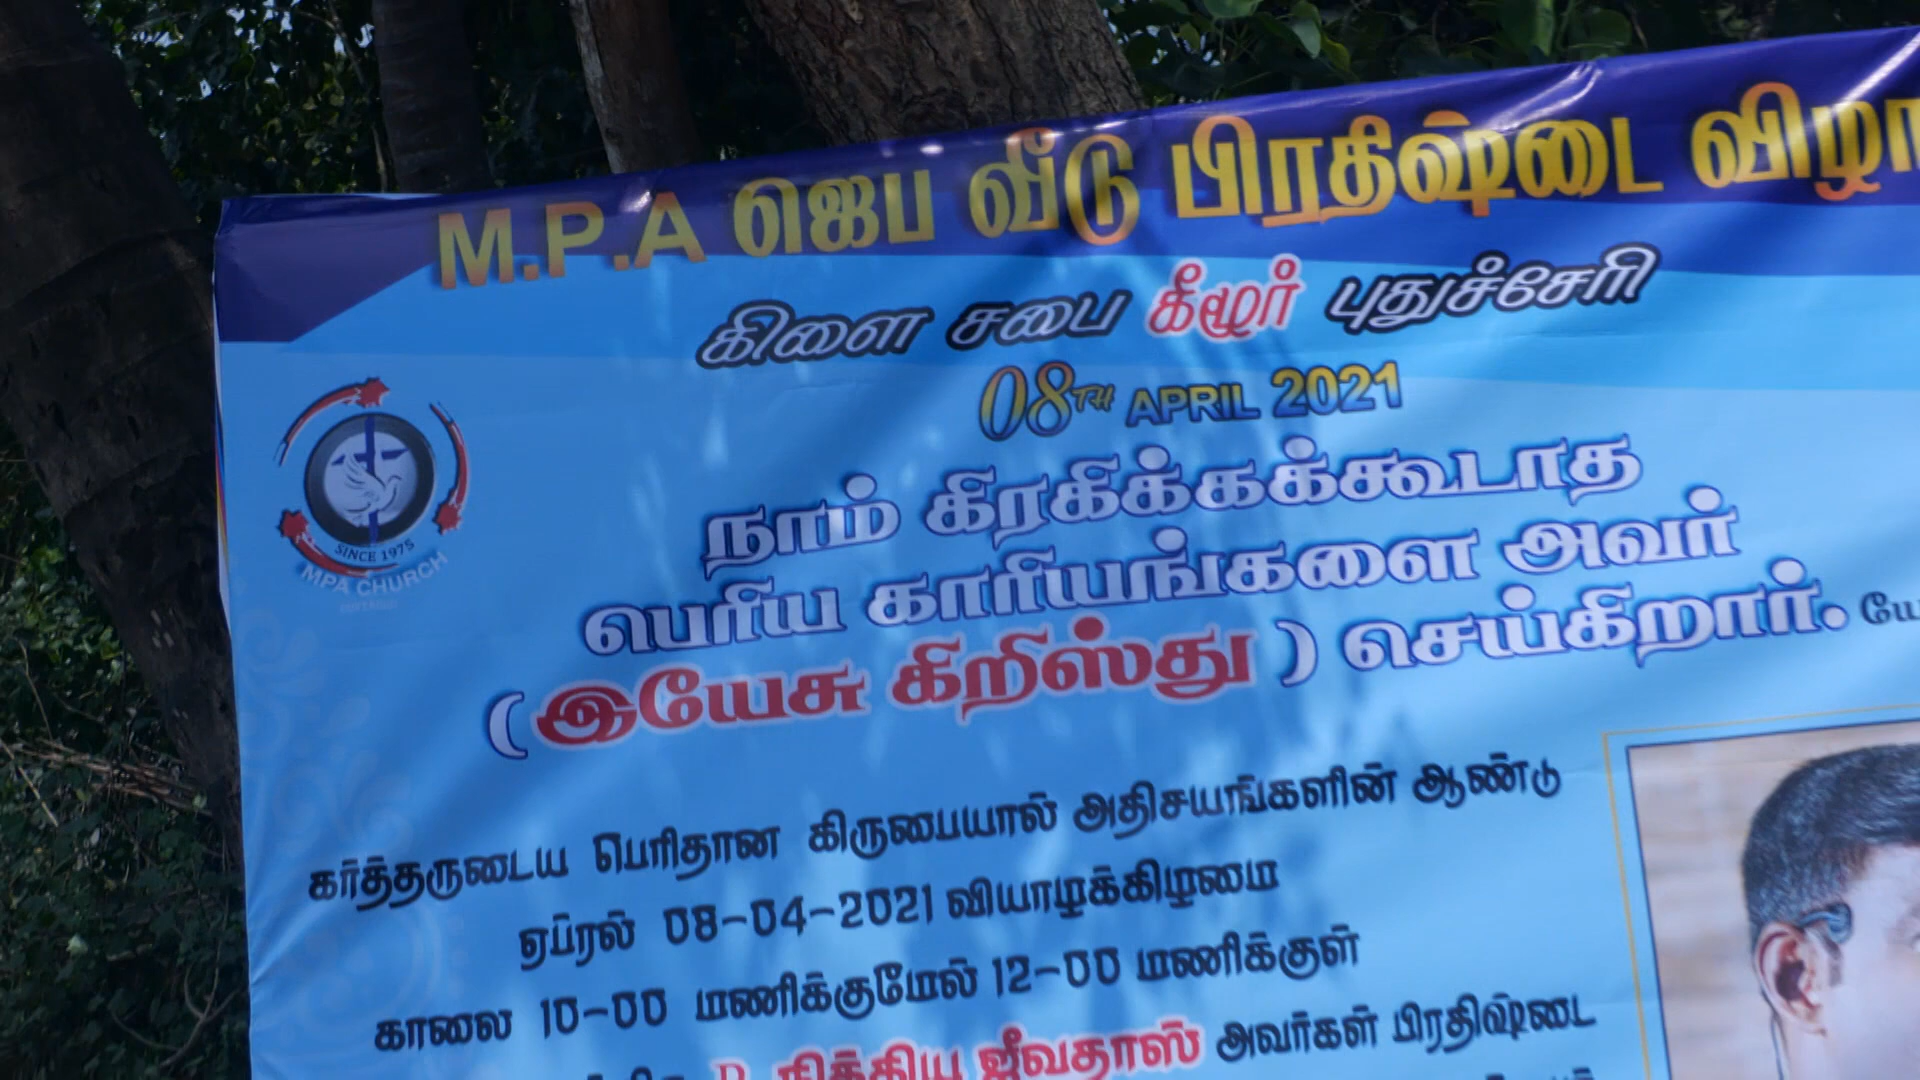 M.P.A ஜெப வீடு பிரதிஷ்டை விழா
கிளை சபை கீழூர் புதுச்சேரி
08TH APRIL 2021
நாம் கிரகிக்கக்கூடாத
பெரிய காரியங்களை அவர்
(இயேசு கிறிஸ்து) செய்கிறார்.
SINCE 1975
MPA CHURCH
கர்த்தருடைய பெரிதான கிருபையால் அதிசயங்களின் ஆண்டு
ஏப்ரல் 08-04-2021 வியாழக்கிழமை
காலை 10-00 மணிக்குமேல் 12-00 மணிக்குள்
ஜீவதாஸ் அவர்கள் பிரதிஷ்டை